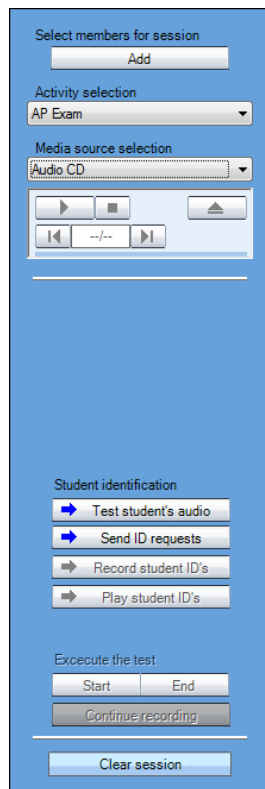 Select members for session
Add
Activity selection
AP Exam
Media source selection
Audio CD
--/--
Student identification
Test student's audio
Send ID requests
Record student ID's
Play student ID's
Excecute the test
Start End
Continue recording
Clear session